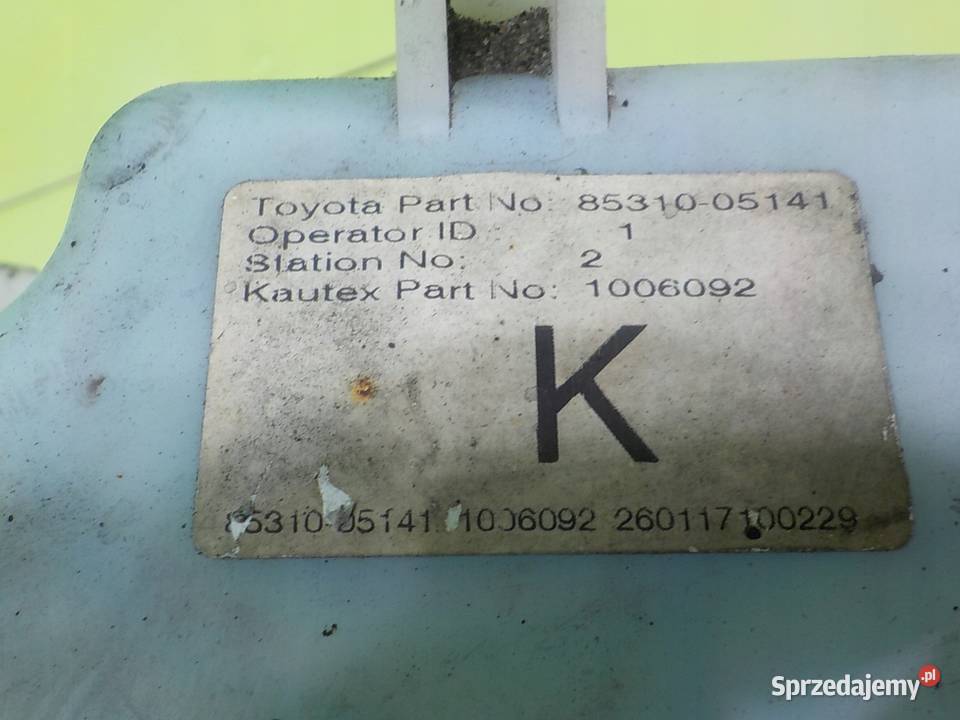 Toyota Part No: 85310-05141
Operator ID : 1
Station No: 2
Kautex Part No: 1006092
K
85310-05141 1006092 260117100229
Sprzedajemy.pl